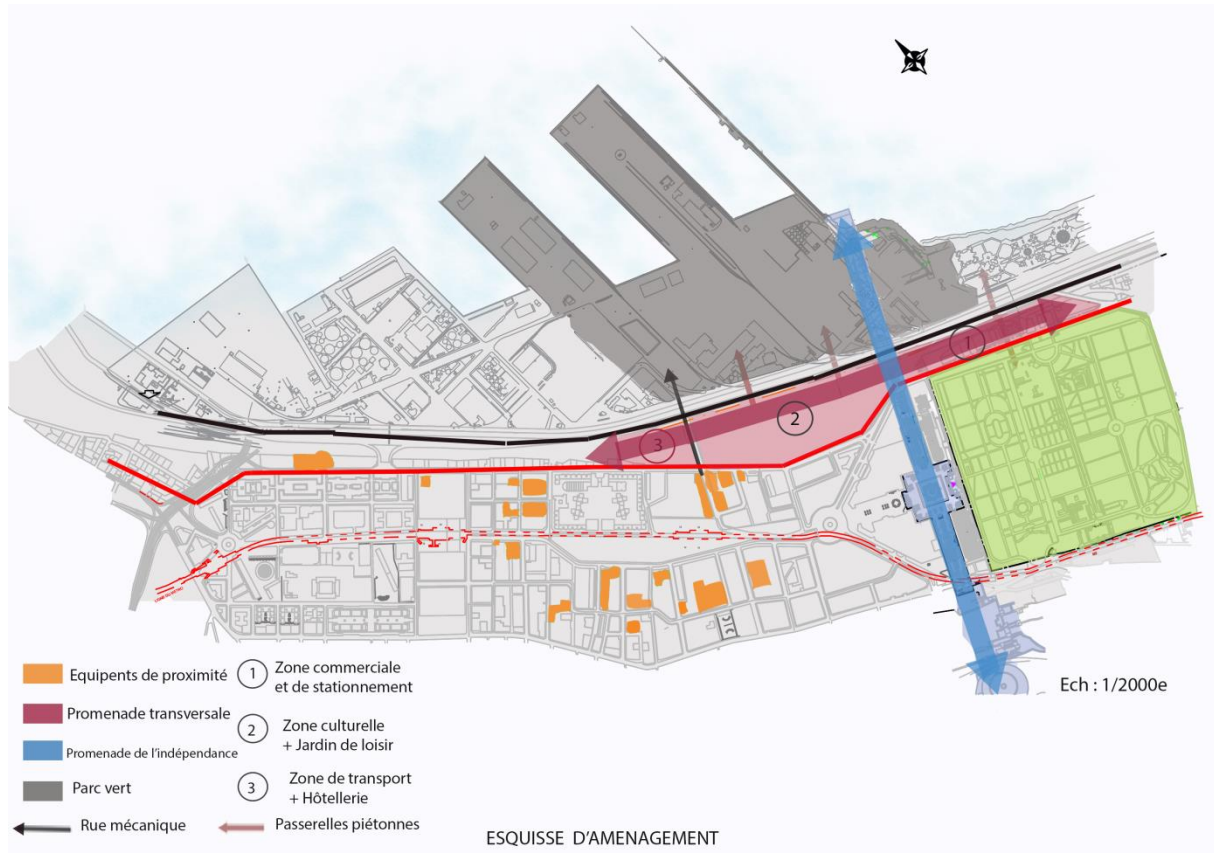 1
2
3
Equipents de proximité
Promenade transversale
Promenade de l'indépendance
Parc vert
Rue mécanique
1
Zone commerciale
et de stationnement
2
Zone culturelle
+ Jardin de loisir
3
Zone de transport
+ Hôtellerie
Passerelles piétonnes
Ech : 1/2000e
ESQUISSE D'AMENAGEMENT